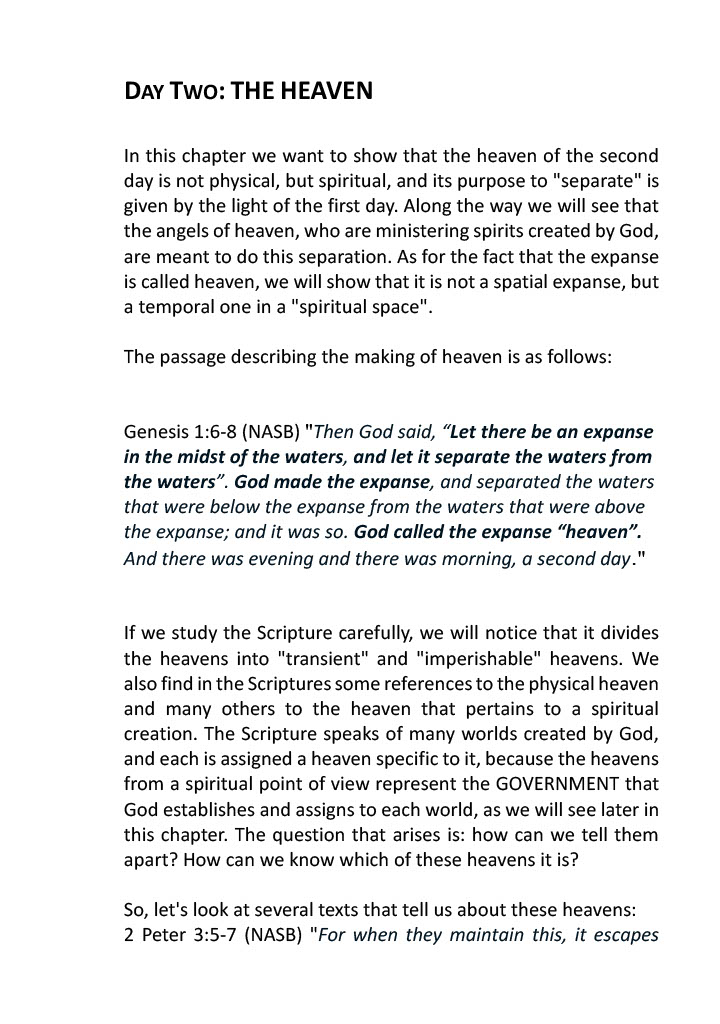 DAY TWO: THE HEAVEN
In this chapter we want to show that the heaven of the second
day is not physical, but spiritual, and its purpose to "separate" is
given by the light of the first day. Along the way we will see that
the angels of heaven, who are ministering spirits created by God,
are meant to do this separation. As for the fact that the expanse
is called heaven, we will show that it is not a spatial expanse, but
a temporal one in a "spiritual space".
The passage describing the making of heaven is as follows:
Genesis 1:6-8 (NASB) "Then God said, “Let there be an expanse
in the midst of the waters, and let it separate the waters from
the waters”. God made the expanse, and separated the waters
that were below the expanse from the waters that were above
the expanse; and it was so. God called the expanse “heaven”.
And there was evening and there was morning, a second day."
If we study the Scripture carefully, we will notice that it divides
the heavens into "transient" and "imperishable" heavens. We
also find in the Scriptures some references to the physical heaven
and many others to the heaven that pertains to a spiritual
creation. The Scripture speaks of many worlds created by God,
and each is assigned a heaven specific to it, because the heavens
from a spiritual point of view represent the GOVERNMENT that
God establishes and assigns to each world, as we will see later in
this chapter. The question that arises is: how can we tell them
apart? How can we know which of these heavens it is?
So, let's look at several texts that tell us about these heavens:
2 Peter 3:5-7 (NASB) "For when they maintain this, it escapes